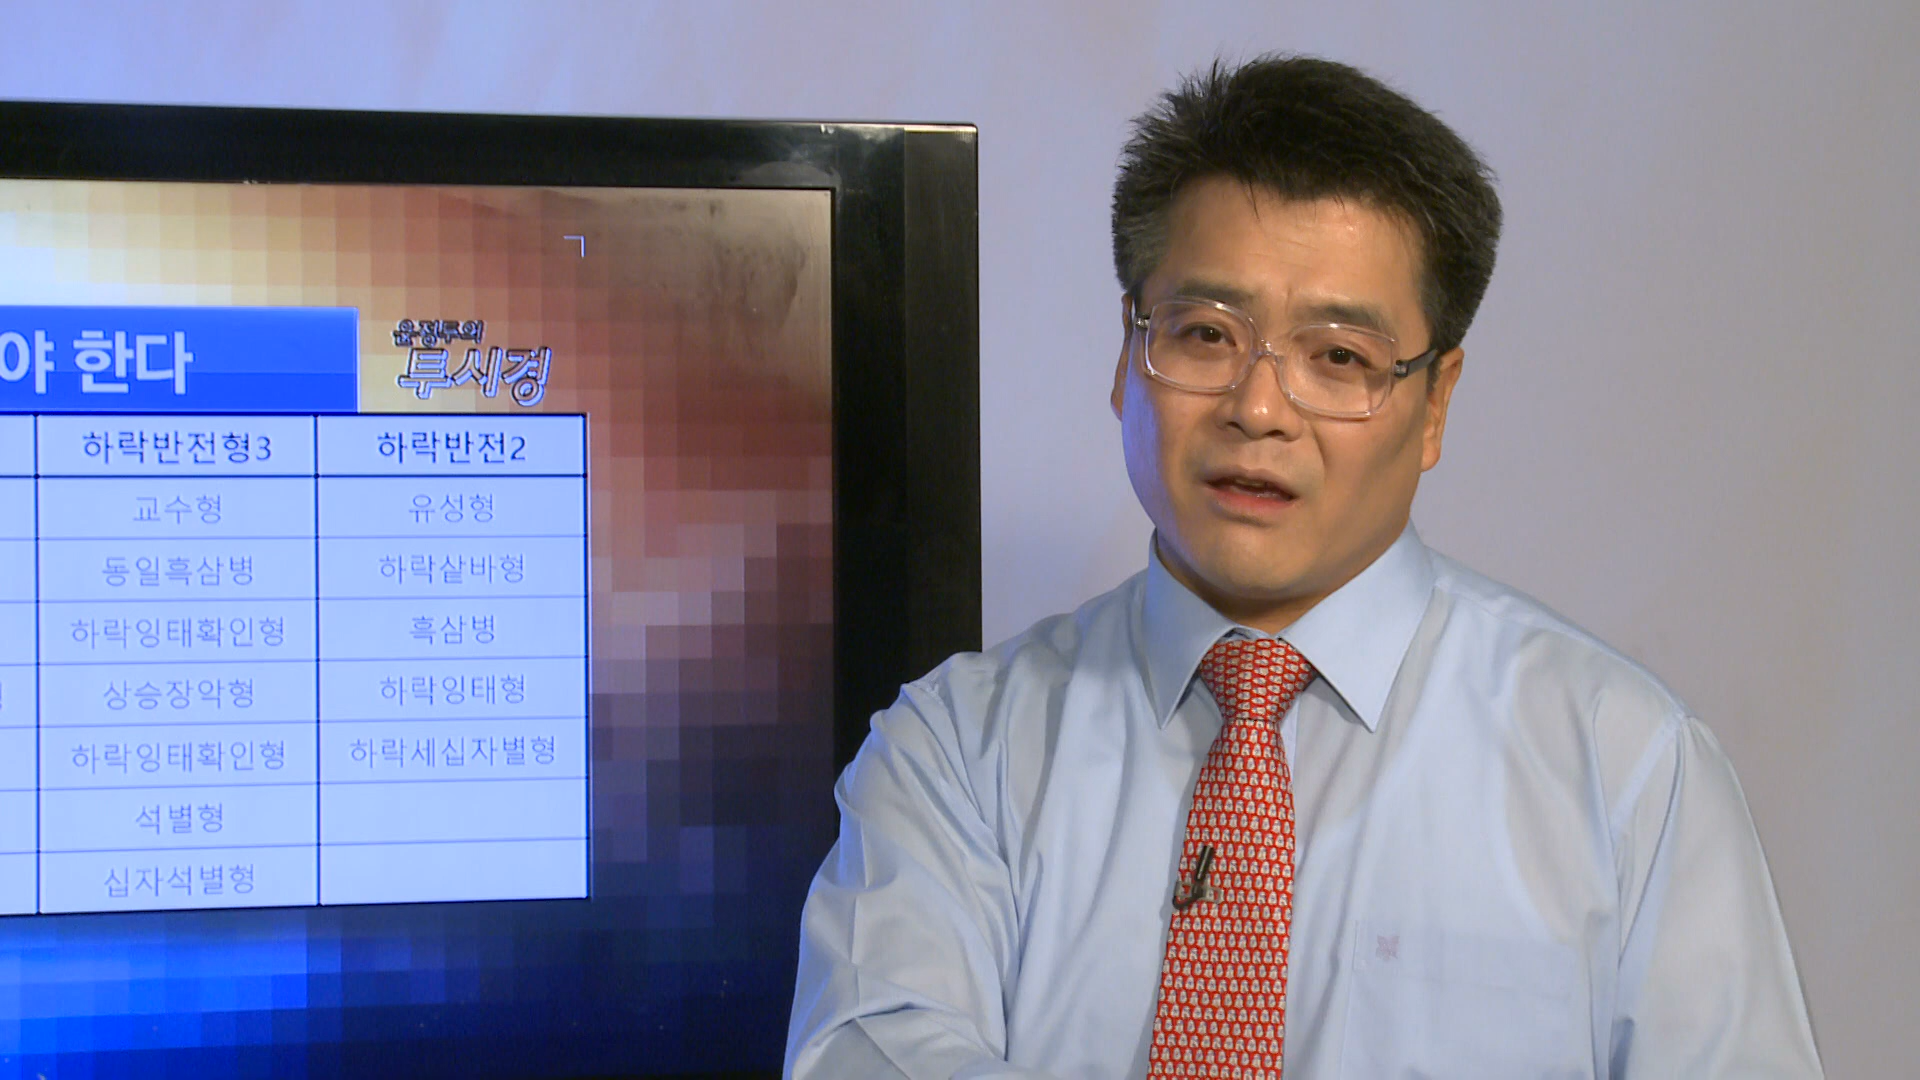 야 한다
윤정투의
투시경
하락반전형3 하락반전2
교수형 유성형
동일흑삼병 하락샅바형
하락잉태확인형 흑삼병
상승장악형 하락잉태형
하락잉태확인형 하락세십자별형
석별형
십자석별형